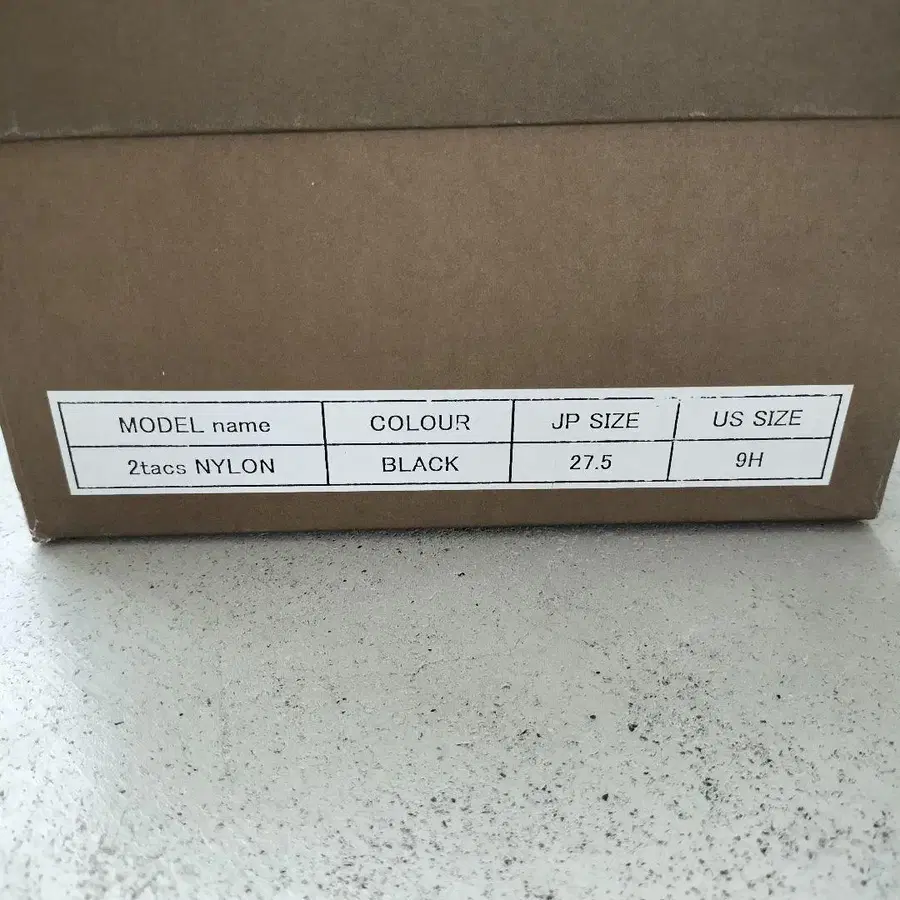 MODEL name COLOUR JP SIZE US SIZE
2tacs NYLON BLACK 27.5 9H